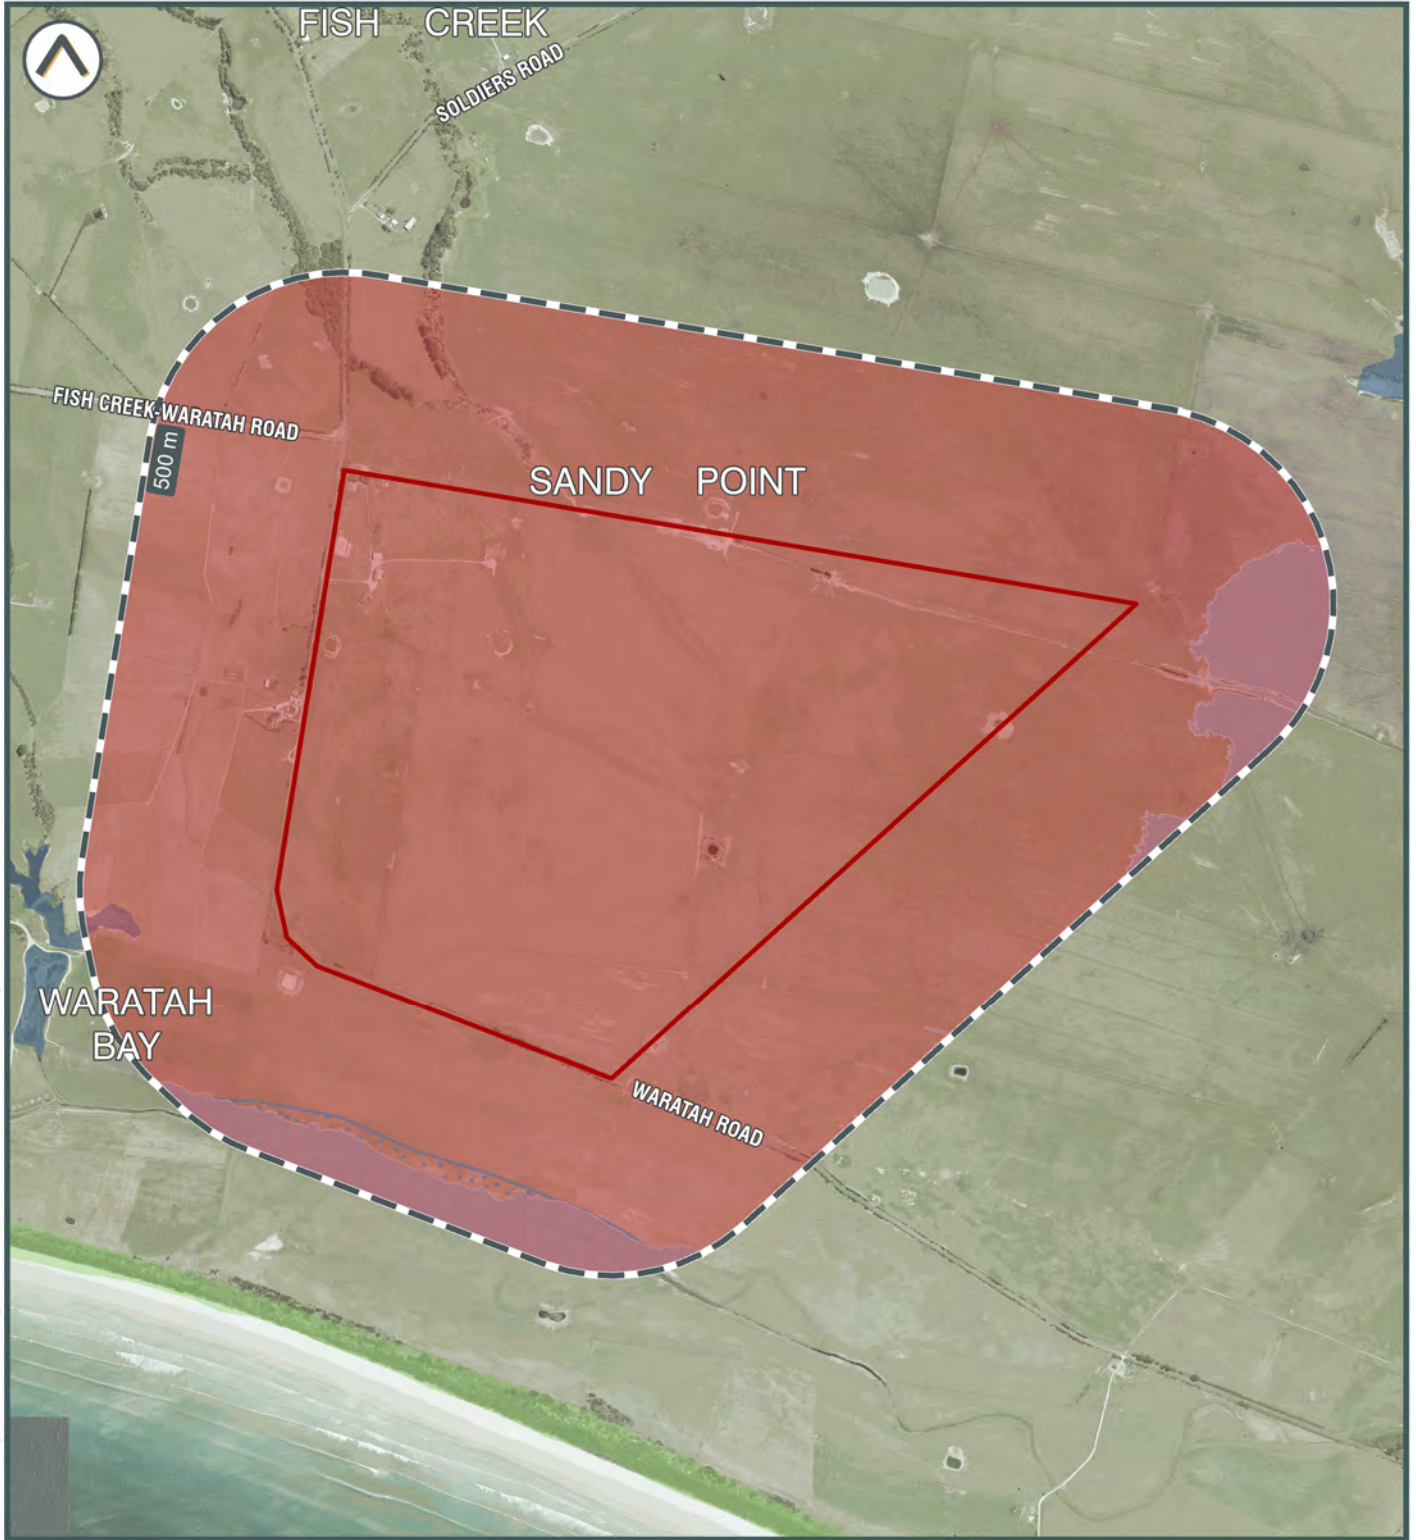 FISH CREEK
SOLDIERS ROAD
FISH CREEK-WARATAH ROAD
500 m
SANDY POINT
WARATAH
BAY
WARATAH ROAD